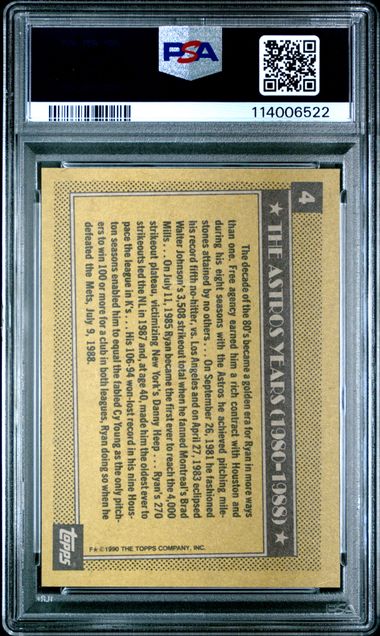 PSA
114006522
4
THE ASTROS YEARS (1980-1988)
The decade of the 80's became a golden era for Ryan in more ways
than one. Free agency earned him a rich contract with Houston and
during his eight seasons with the Astros he achieved pitching mile-
stones attained by no others . . . On September 26, 1981 he fashioned
his record fifth no-hitter, vs. Los Angeles and on April 27, 1983 eclipsed
Walter Johnson's 3,508 strikeout total when he fanned Montreal's Brad
Mills . . . On July 11, 1985 Ryan became the first ever to reach the 4,000
strikeout plateau, victimizing New York's Danny Heep . . . Ryan's 270
strikeouts led the NL in 1987 and, at age 40, made him the oldest ever to
pace the league in K's . . . His 106-94 won-lost record in his nine Hous-
ton seasons enabled him to equal the fabled Cy Young as the only pitch-
ers to win 100 or more for a club in both leagues, Ryan doing so when he
defeated the Mets, July 9, 1988.
topps
F★ © 1990 THE TOPPS COMPANY, INC.
PSA